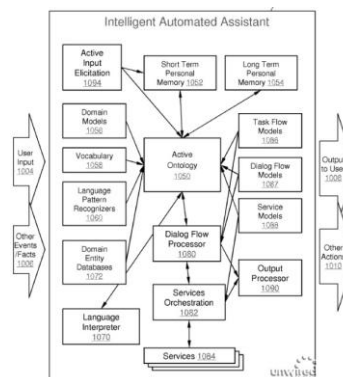 Intelligent Automated Assistant
Active
Input
Elicitation
1094
Short Term
Personal
Memory 1052
Long Term
Personal
Memory 1054
Domain
Models
1056
Vocabulary
1058
Language
Pattern
Recognizers
1060
Domain
Entity
Databases
1072
Active
Ontology
1050
Task Flow
Models
1086
Dialog Flow
Models
1087
Service Models
1088
Dialog Flow
Processor
1080
Services
Orchestration
1082
Output
Processor
1090
Language
Interpreter
1070
Services 1084
User
Input
1004
Other
Events
/Facts
1006
Output
to User
1008
Other
Actions
1010
unwired